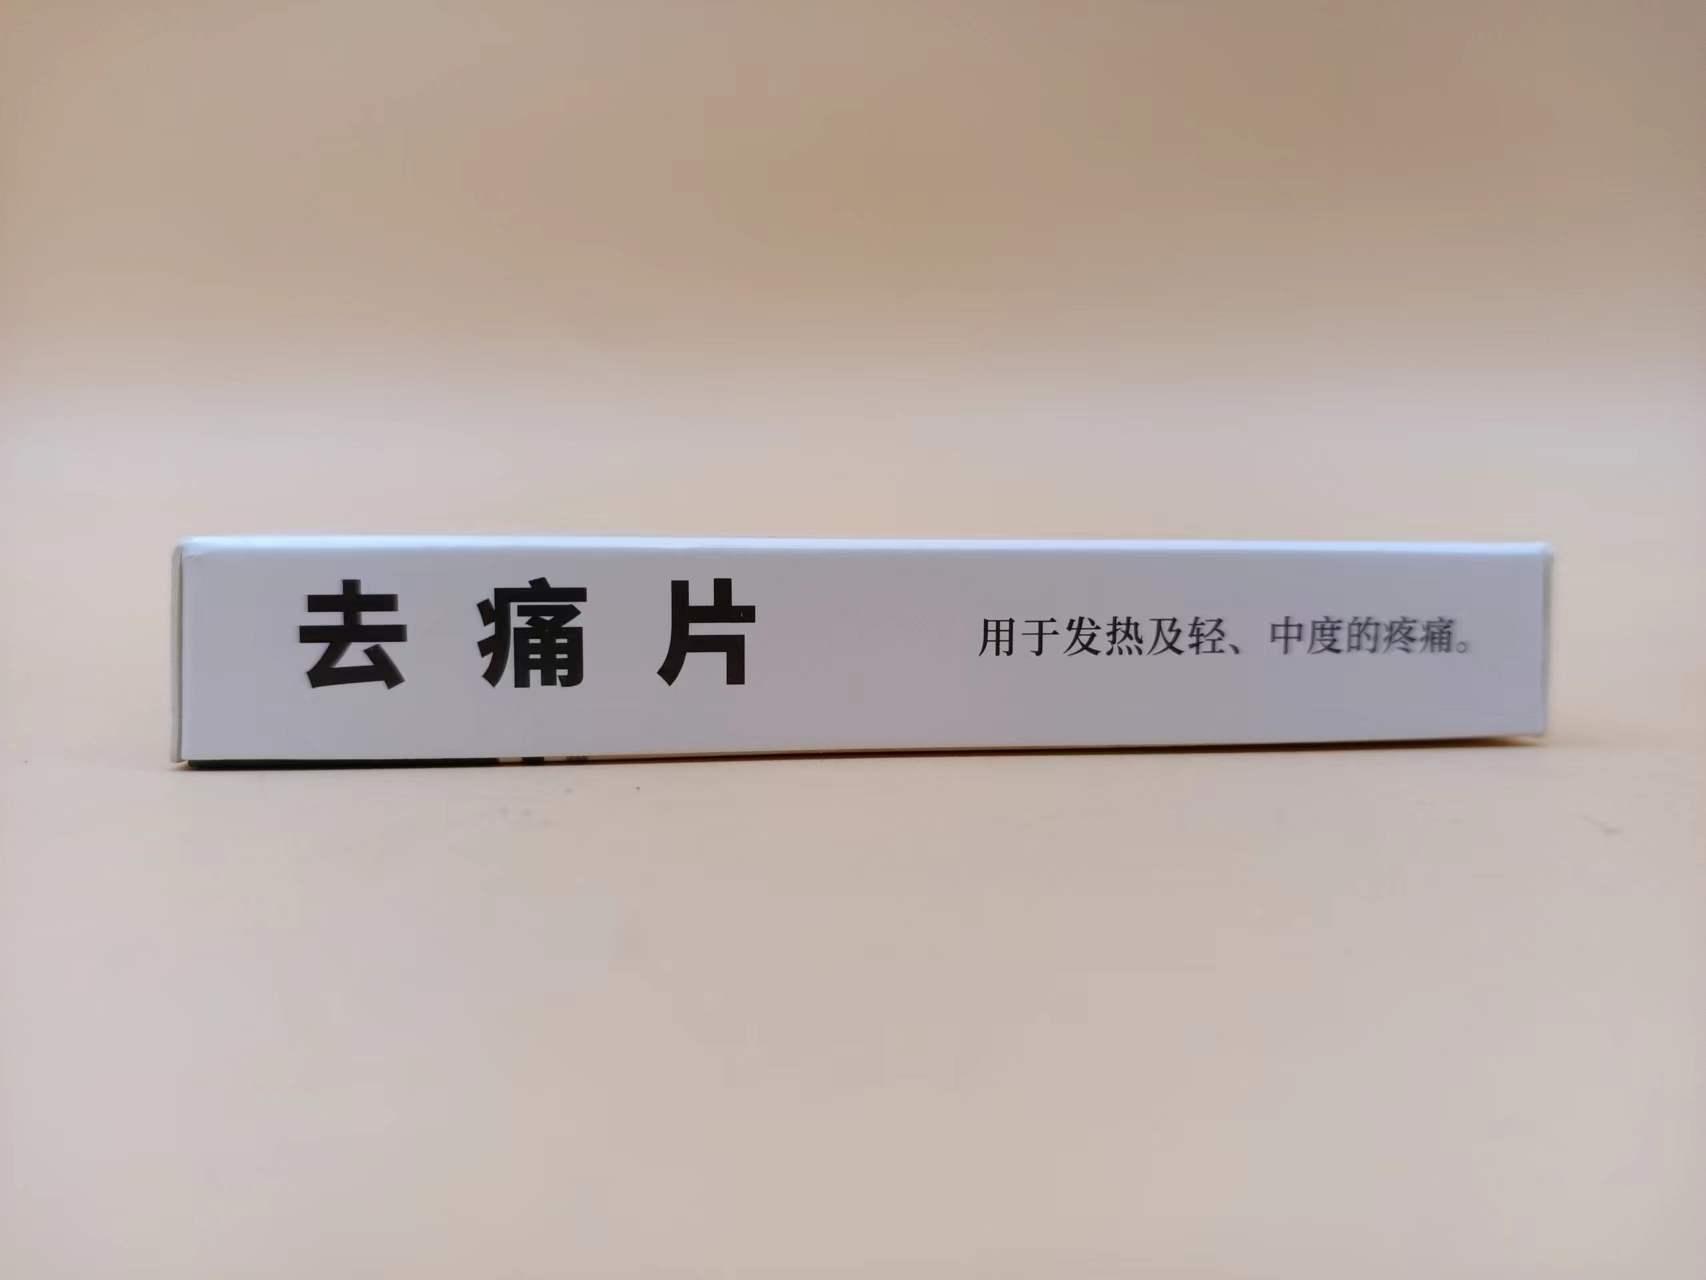 去痛片
用于发热及轻、中度的疼痛。